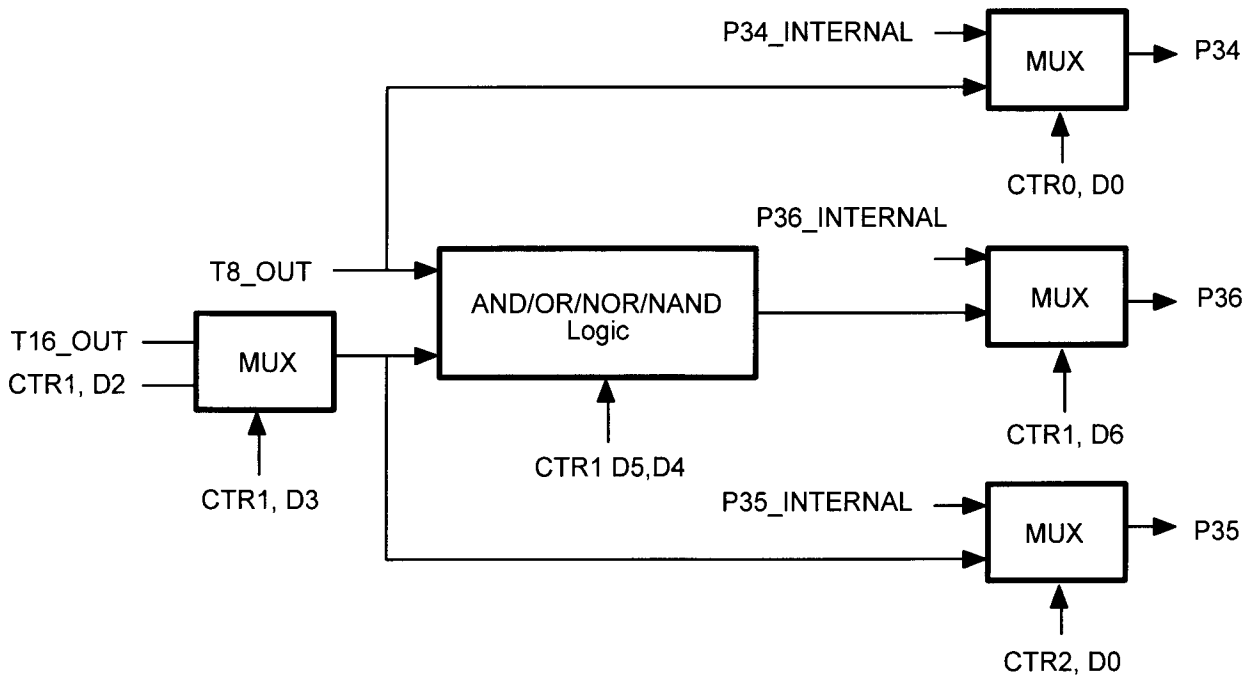 P34_INTERNAL
MUX
P34
CTR0, D0
P36_INTERNAL
T8_OUT
AND/OR/NOR/NAND
Logic
MUX
P36
T16_OUT
MUX
CTR1, D2
CTR1, D6
CTR1 D5,D4
CTR1, D3
P35_INTERNAL
MUX
P35
CTR2, D0